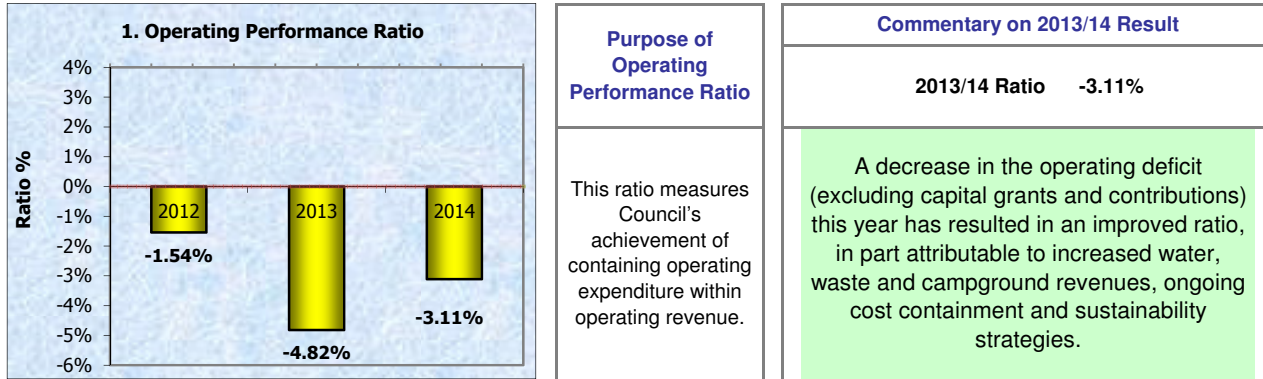 1. Operating Performance Ratio
Ratio %
4%
3%
2%
1%
0%
-1%
-2%
-3%
-4%
-5%
-6%
2012
2013
2014
-1.54%
-4.82%
-3.11%
Purpose of
Operating
Performance Ratio
This ratio measures
Council's
achievement of
containing operating
expenditure within
operating revenue.
Commentary on 2013/14 Result
2013/14 Ratio -3.11%
A decrease in the operating deficit
(excluding capital grants and contributions)
this year has resulted in an improved ratio,
in part attributable to increased water,
waste and campground revenues, ongoing
cost containment and sustainability
strategies.